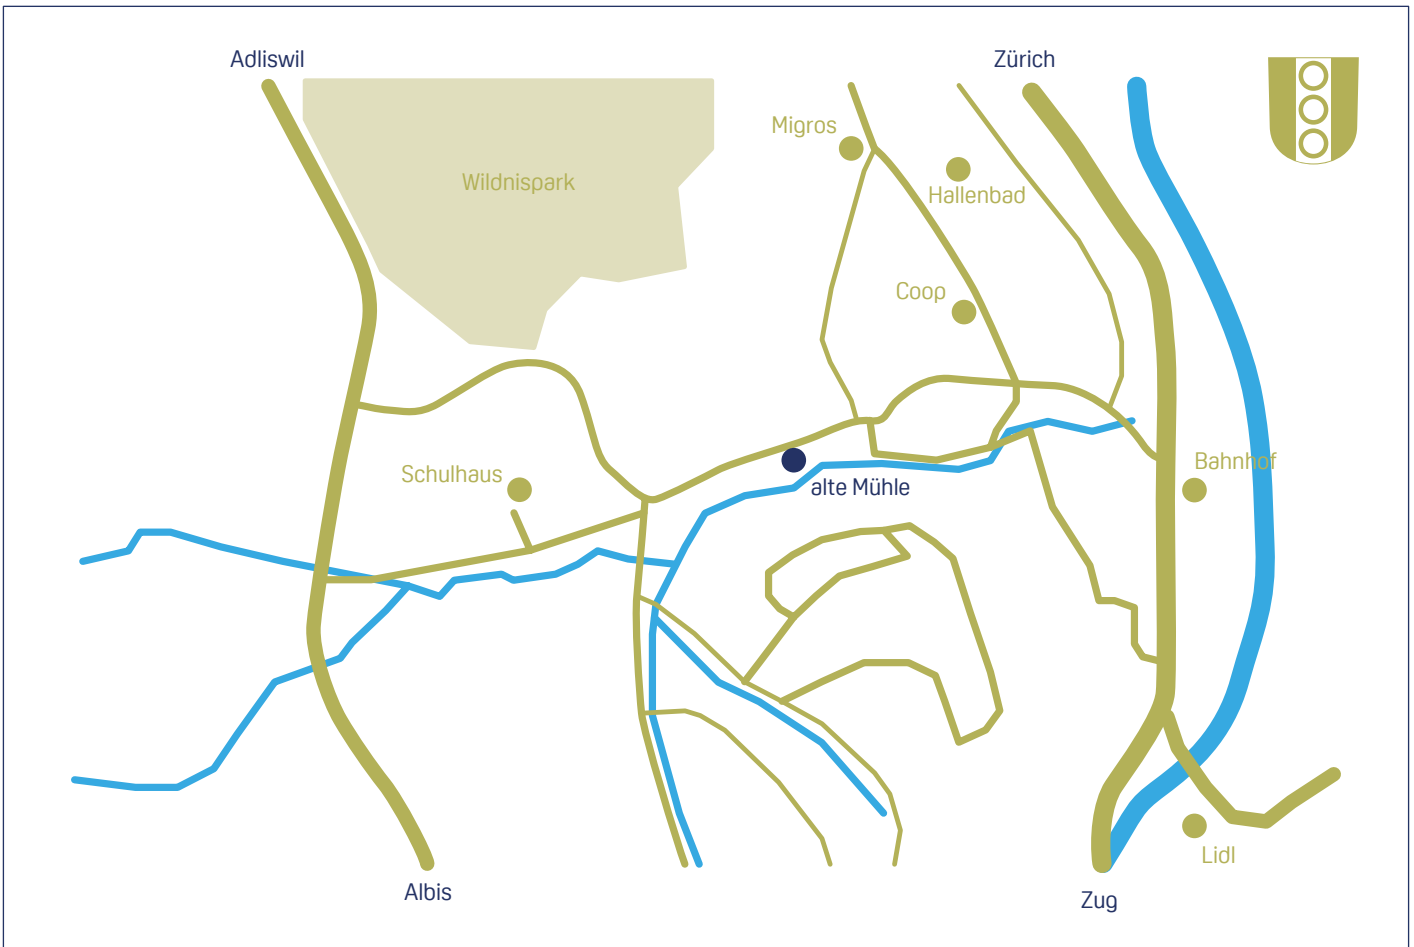 Adliswil
Zürich
Migros
Wildnispark
Hallenbad
Coop
Bahnhof
Schulhaus
alte Mühle
Lidl
Albis
Zug